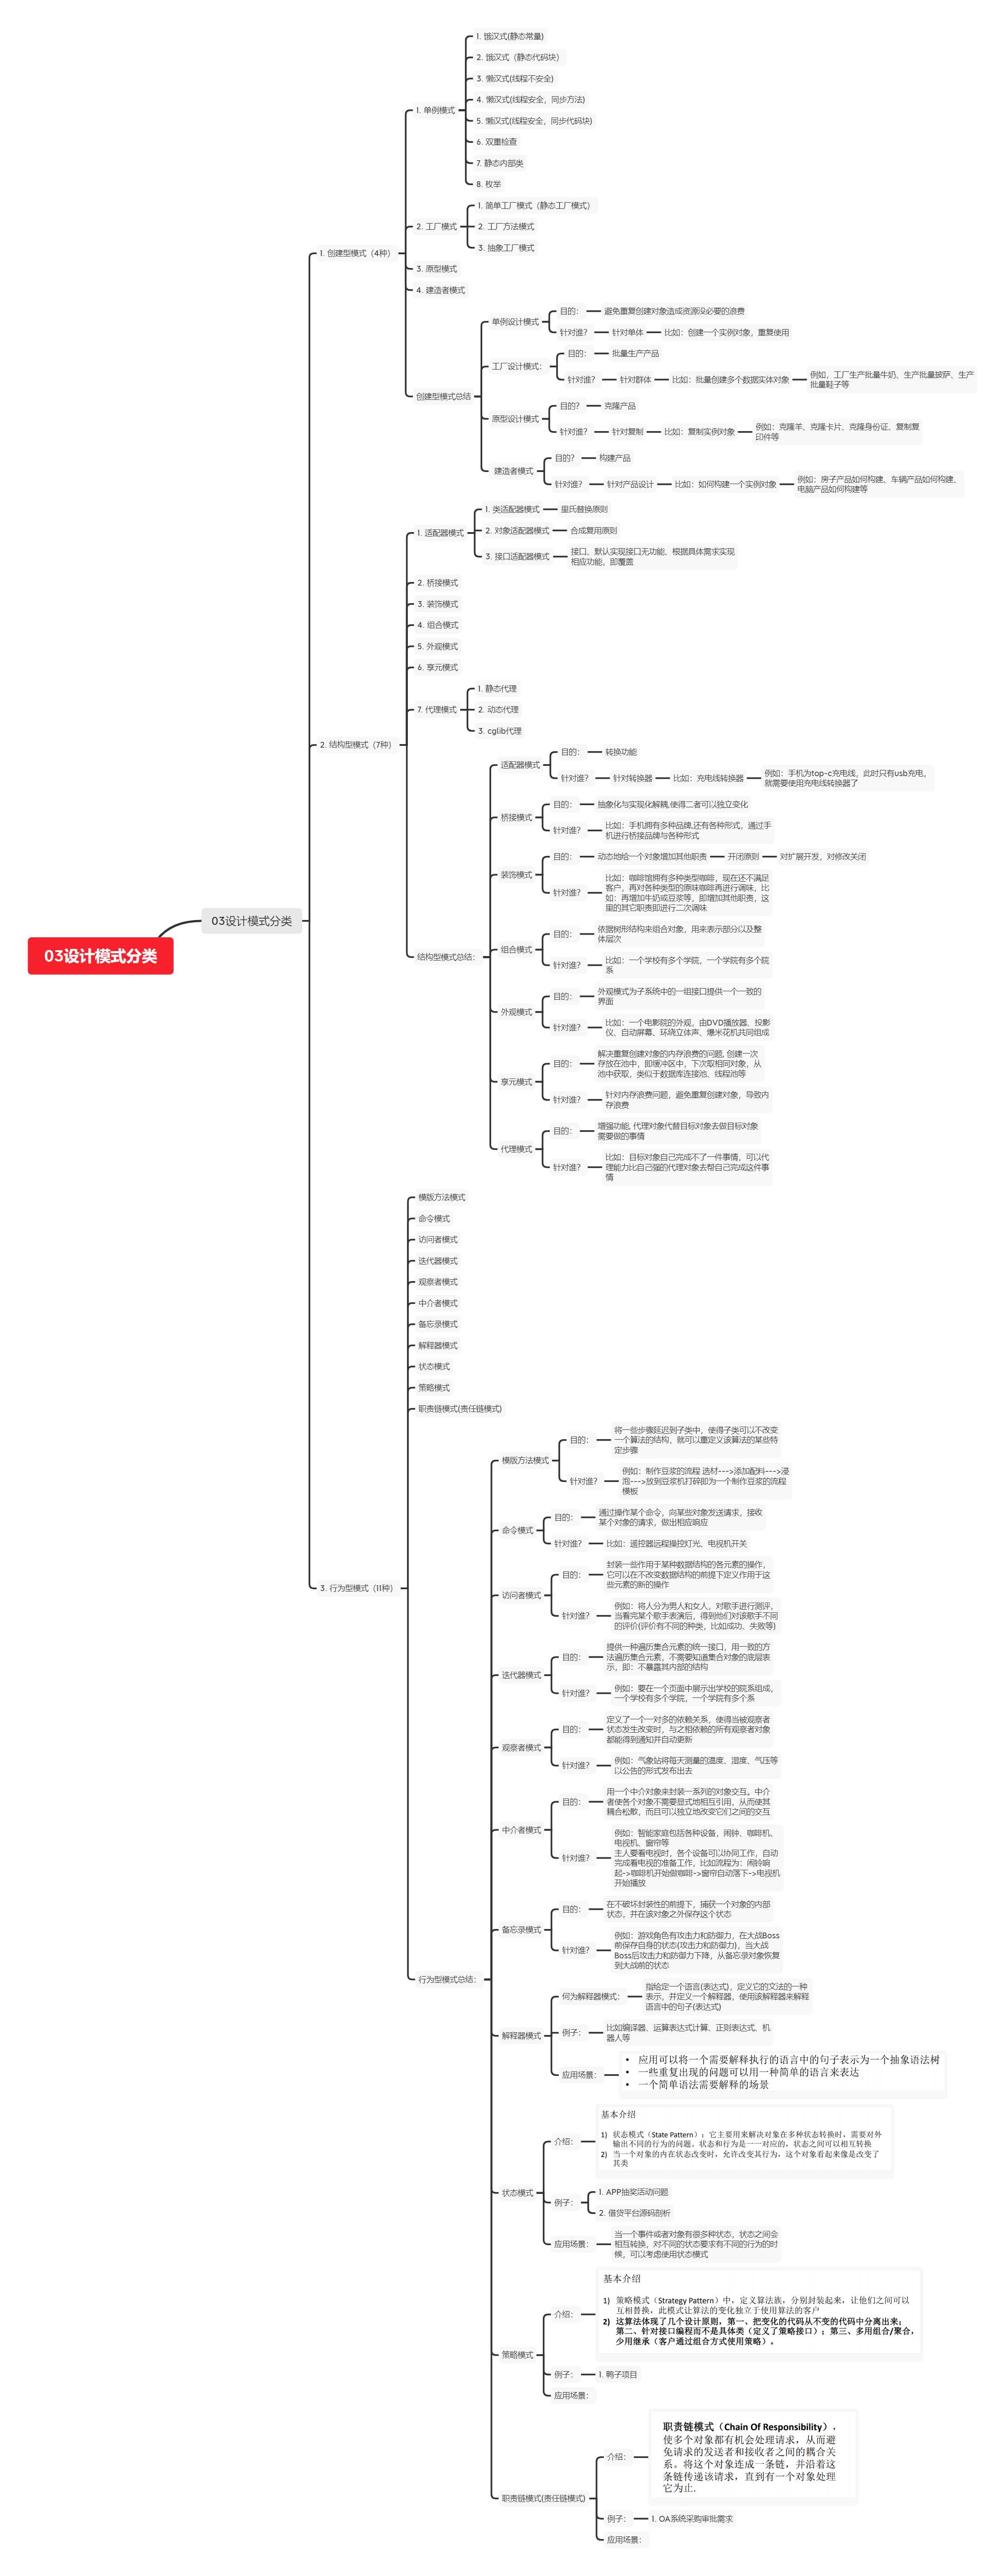 03设计模式分类
03设计模式分类
1. 创建型模式（4种）
1. 单例模式
1. 饿汉式(静态常量)
2. 饿汉式（静态代码块）
3. 懒汉式(线程不安全)
4. 懒汉式(线程安全，同步方法)
5. 懒汉式(线程安全，同步代码块)
6. 双重检查
7. 静态内部类
8. 枚举
2. 工厂模式
1. 简单工厂模式（静态工厂模式）
2. 工厂方法模式
3. 抽象工厂模式
3. 原型模式
4. 建造者模式
创建型模式总结
单例设计模式
目的：
避免重复创建对象造成资源没必要的浪费
针对谁？
针对单体
比如：创建一个实例对象，重复使用
工厂设计模式：
目的：
批量生产产品
针对谁？
针对群体
比如：批量创建多个数据实体对象
例如，工厂生产批量牛奶、生产批量披萨、生产
批量鞋子等
原型设计模式
目的？
克隆产品
针对谁？
针对复制
比如：复制实例对象
例如：克隆羊、克隆卡片、克隆身份证、复制复
印件等
建造者模式
目的？
构建产品
针对谁？
针对产品设计
比如：如何构建一个实例对象
例如：房子产品如何构建、车辆产品如何构建、
电脑产品如何构建等
2. 结构型模式（7种）
1. 适配器模式
1. 类适配器模式
里氏替换原则
2. 对象适配器模式
合成复用原则
3. 接口适配器模式
接口，默认实现接口无功能、根据具体需求实现
相应功能，即覆盖
2. 桥接模式
3. 装饰模式
4. 组合模式
5. 外观模式
6. 享元模式
7. 代理模式
1. 静态代理
2. 动态代理
3. cglib代理
结构型模式总结：
适配器模式
目的：
转换功能
针对谁？
针对转换器
比如：充电线转换器
例如：手机为top-c充电线，此时只有usb充电，
就需要使用充电线转换器了
桥接模式
目的：
抽象化与实现化解耦,使得二者可以独立变化
针对谁？
比如：手机拥有多种品牌,还有各种形式，通过手
机进行桥接品牌与各种形式
装饰模式
目的：
动态地给一个对象增加其他职责
开闭原则
对扩展开发，对修改关闭
针对谁？
比如：咖啡馆拥有多种类型咖啡，现在还不满足
客户，再对各种类型的原味咖啡再进行调味，比
如：再增加牛奶或豆浆等，即增加其他职责，这
里的其它职责即进行二次调味
组合模式
目的：
依据树形结构来组合对象，用来表示部分以及整
体层次
针对谁？
比如：一个学校有多个学院，一个学院有多个院
系
外观模式
目的：
外观模式为子系统中的一组接口提供一个一致的
界面
针对谁？
比如：一个电影院的外观，由DVD播放器、投影
仪、自动屏幕、环绕立体声、爆米花机共同组成
享元模式
目的：
解决重复创建对象的内存浪费的问题, 创建一次
存放在池中，即缓冲区中，下次取相同对象，从
池中获取，类似于数据库连接池、线程池等
针对谁？
针对内存浪费问题，避免重复创建对象，导致内
存浪费
代理模式
目的：
增强功能, 代理对象代替目标对象去做目标对象
需要做的事情
针对谁？
比如：目标对象自己完成不了一件事情，可以代
理能力比自己强的代理对象去帮自己完成这件事
情
3. 行为型模式（11种）
模版方法模式
命令模式
访问者模式
迭代器模式
观察者模式
中介者模式
备忘录模式
解释器模式
状态模式
策略模式
职责链模式(责任链模式)
行为型模式总结：
模版方法模式
目的：
将一些步骤延迟到子类中，使得子类可以不改变
一个算法的结构，就可以重定义该算法的某些特
定步骤
针对谁？
例如：制作豆浆的流程 选材--->添加配料--->浸
泡--->放到豆浆机打碎即为一个制作豆浆的流程
模板
命令模式
目的：
通过操作某个命令，向某些对象发送请求，接收
某个对象的请求，做出相应响应
针对谁？
比如：遥控器远程操控灯光、电视机开关
访问者模式
目的：
封装一些作用于某种数据结构的各元素的操作，
它可以在不改变数据结构的前提下定义作用于这
些元素的新的操作
针对谁？
例如：将人分为男人和女人，对歌手进行测评，
当看完某个歌手表演后，得到他们对该歌手不同
的评价(评价有不同的种类，比如成功、失败等)
迭代器模式
目的：
提供一种遍历集合元素的统一接口，用一致的方
法遍历集合元素，不需要知道集合对象的底层表
示，即：不暴露其内部的结构
针对谁？
例如：要在一个页面中展示出学校的院系组成，
一个学校有多个学院，一个学院有多个系
观察者模式
目的：
定义了一个一对多的依赖关系，使得当被观察者
状态发生改变时，与之相依赖的所有观察者对象
都能得到通知并自动更新
针对谁？
例如：气象站将每天测量的温度、湿度、气压等
以公告的形式发布出去
中介者模式
目的：
用一个中介对象来封装一系列的对象交互。中介
者使各个对象不需要显式地相互引用，从而使其
耦合松散，而且可以独立地改变它们之间的交互
针对谁？
例如：智能家庭包括各种设备，闹钟、咖啡机、
电视机、窗帘等
主人要看电视时，各个设备可以协同工作，自动
完成看电视的准备工作，比如流程为：闹铃响
起->咖啡机开始做咖啡->窗帘自动落下->电视机
开始播放
备忘录模式
目的：
在不破坏封装性的前提下，捕获一个对象的内部
状态，并在该对象之外保存这个状态
针对谁？
例如：游戏角色有攻击力和防御力，在大战Boss
前保存自身的状态(攻击力和防御力)，当大战
Boss后攻击力和防御力下降，从备忘录对象恢复
到大战前的状态
解释器模式
何为解释器模式：
指给定一个语言(表达式)，定义它的文法的一种
表示，并定义一个解释器，使用该解释器来解释
语言中的句子(表达式)
例子：
比如编译器、运算表达式计算、正则表达式、机
器人等
应用场景：
• 应用可以将一个需要解释执行的语言中的句子表示为一个抽象语法树
• 一些重复出现的问题可以用一种简单的语言来表达
• 一个简单语法需要解释的场景
状态模式
介绍：
基本介绍
1) 状态模式（State Pattern）：它主要用来解决对象在多种状态转换时，需要对外
输出不同的行为的问题。状态和行为是一一对应的，状态之间可以相互转换
2) 当一个对象的内在状态改变时，允许改变其行为，这个对象看起来像是改变了
其类
例子：
1. APP抽奖活动问题
2. 借贷平台源码剖析
应用场景：
当一个事件或者对象有很多种状态，状态之间会
相互转换，对不同的状态要求有不同的行为的时
候，可以考虑使用状态模式
策略模式
介绍：
基本介绍
1) 策略模式（Strategy Pattern）中，定义算法族，分别封装起来，让他们之间可以
互相替换，此模式让算法的变化独立于使用算法的客户
2) 这算法体现了几个设计原则，第一、把变化的代码从不变的代码中分离出来；
第二、针对接口编程而不是具体类（定义了策略接口）；第三、多用组合/聚合，
少用继承（客户通过组合方式使用策略）。
例子：
1. 鸭子项目
应用场景：
职责链模式(责任链模式)
介绍：
职责链模式（Chain Of Responsibility），
使多个对象都有机会处理请求，从而避
免请求的发送者和接收者之间的耦合关
系。将这个对象连成一条链，并沿着这
条链传递该请求，直到有一个对象处理
它为止.
例子：
1. OA系统采购审批需求
应用场景：